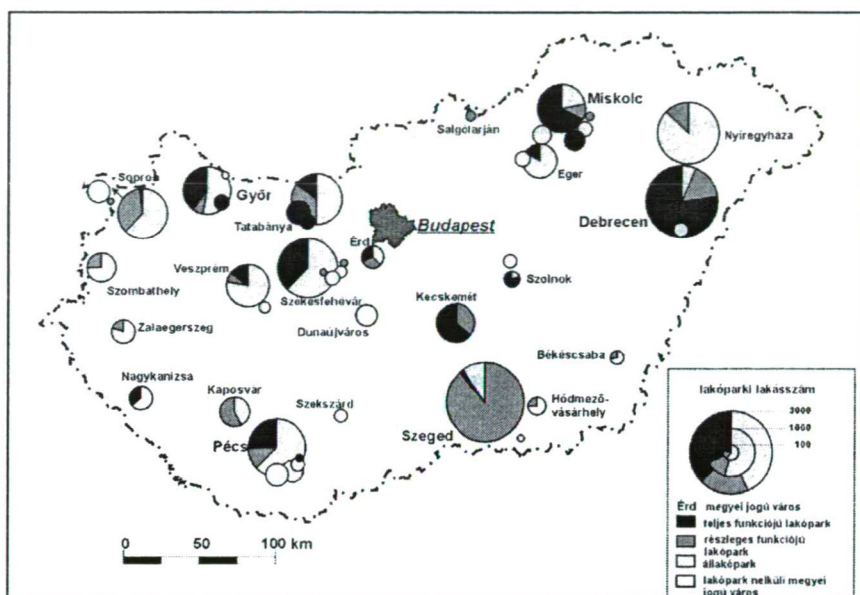 Miskolc
Salgótarján
Nyíregyháza
Eger
Sopron
Győr
Debrecen
Tatabánya
Budapest
Érd
Veszprém
Szombathely
Székesfehérvár
Szolnok
Kecskemét
Dunaújváros
Zalaegerszeg
Békéscsaba
Nagykanizsa
Kaposvár
Szekszárd
Hódmező-
vásárhely
Szeged
Pécs
lakóparki lakásszám
3000
1000
100
Érd megyei jogú város
teljes funkciójú lakópark
részleges funkciójú
lakópark
állakópark
lakópark nélküli megyei
jogú város
0 50 100 km